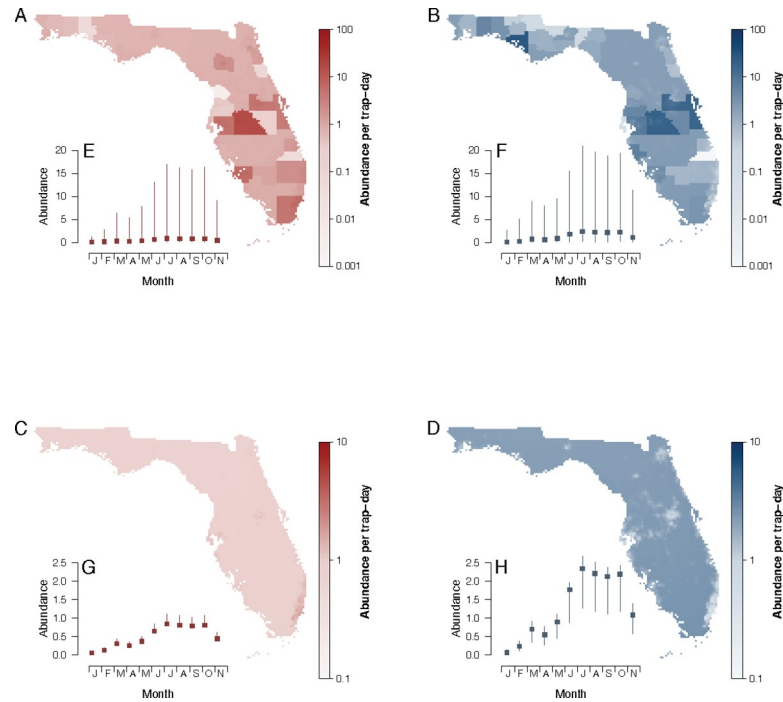 A
100
10
1
0.1
0.01
0.001
Abundance per trap−day
E
20
15
10
5
0
Abundance
J F M A M J J A S O N
Month
B
100
10
1
0.1
0.01
0.001
Abundance per trap−day
F
20
15
10
5
0
Abundance
J F M A M J J A S O N
Month
C
10
1
0.1
Abundance per trap−day
G
2.5
2.0
1.5
1.0
0.5
0.0
Abundance
J F M A M J J A S O N
Month
D
10
1
0.1
Abundance per trap−day
H
2.5
2.0
1.5
1.0
0.5
0.0
Abundance
J F M A M J J A S O N
Month